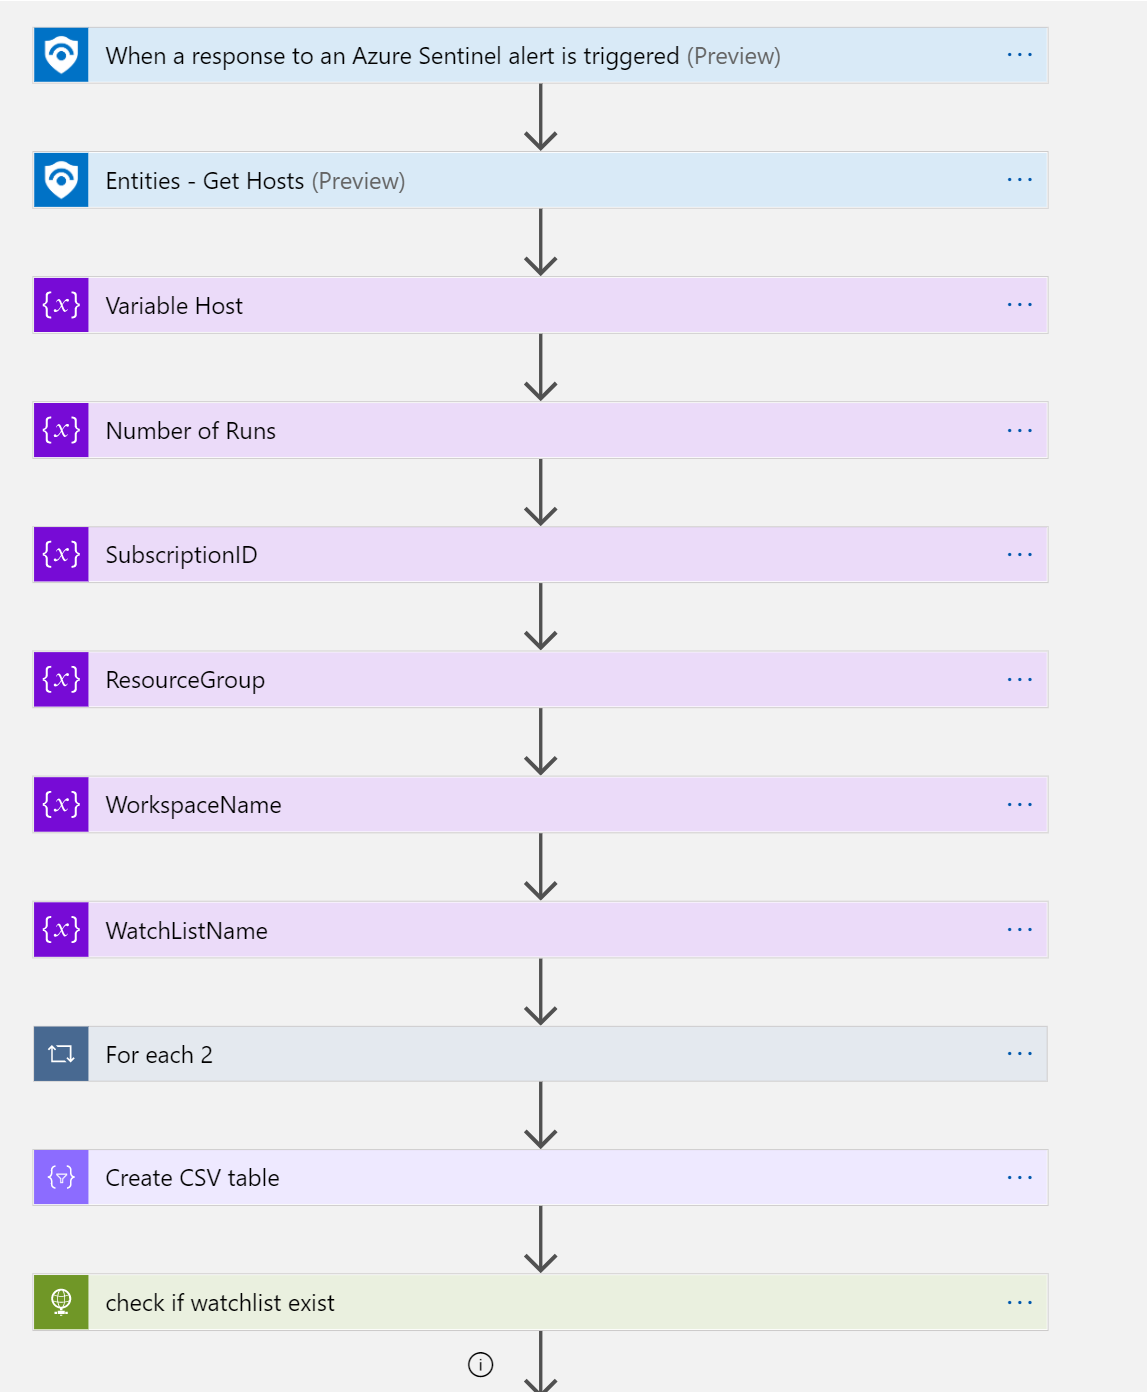 When a response to an Azure Sentinel alert is triggered (Preview)
Entities - Get Hosts (Preview)
{x} Variable Host
{x} Number of Runs
{x} SubscriptionID
{x} ResourceGroup
{x} WorkspaceName
{x} WatchListName
For each 2
Create CSV table
check if watchlist exist
i